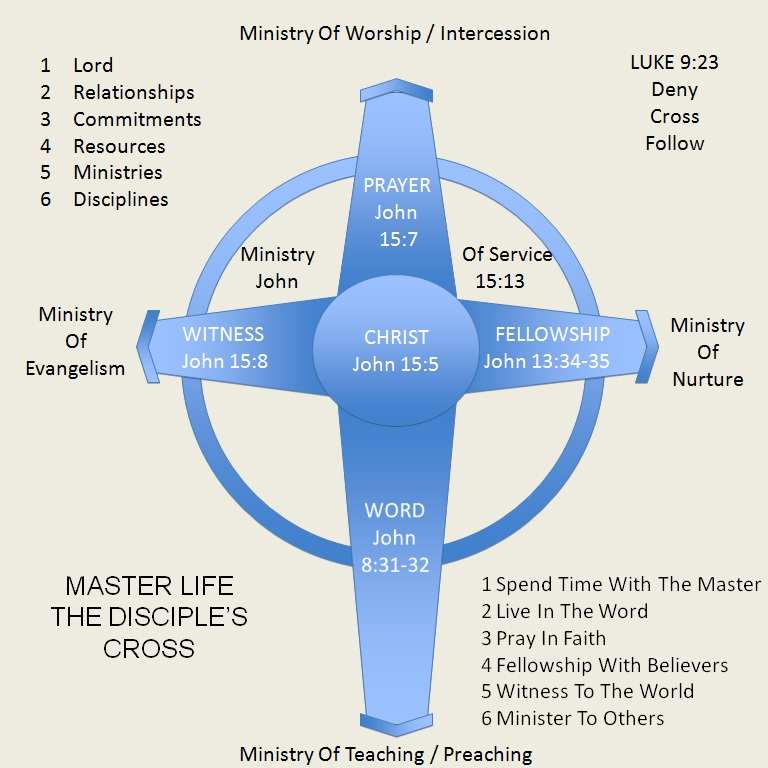 Ministry Of Worship / Intercession
1 Lord
2 Relationships
3 Commitments
4 Resources
5 Ministries
6 Disciplines
LUKE 9:23
Deny
Cross
Follow
PRAYER
John
15:7
Ministry
John
Of Service
15:13
Ministry
Of
Evangelism
WITNESS
John 15:8
CHRIST
John 15:5
FELLOWSHIP
John 13:34-35
Ministry
Of
Nurture
WORD
John
8:31-32
MASTER LIFE
THE DISCIPLE'S
CROSS
1 Spend Time With The Master
2 Live In The Word
3 Pray In Faith
4 Fellowship With Believers
5 Witness To The World
6 Minister To Others
Ministry Of Teaching / Preaching